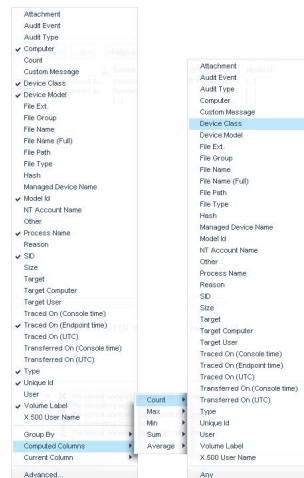 Attachment
Audit Event
Audit Type
Computer
Count
Custom Message
Device Class
Device Model
File Ext.
File Group
File Name
File Name (Full)
File Path
File Type
Hash
Managed Device Name
Model Id
NT Account Name
Other
Process Name
Reason
SID
Size
Target
Target Computer
Target User
Traced On (Console time)
Traced On (Endpoint time)
Traced On (UTC)
Transferred On (Console time)
Transferred On (UTC)
Type
Unique Id
User
Volume Label
X.500 User Name
Group By
Computed Columns
Current Column
Advanced...
Count
Max
Min
Sum
Average
Attachment
Audit Event
Audit Type
Computer
Custom Message
Device Class
Device Model
File Ext.
File Group
File Name
File Name (Full)
File Path
File Type
Hash
Managed Device Name
Model Id
NT Account Name
Other
Process Name
Reason
SID
Size
Target
Target Computer
Target User
Traced On (Console time)
Traced On (Endpoint time)
Traced On (UTC)
Transferred On (Console time)
Transferred On (UTC)
Type
Unique Id
User
Volume Label
X.500 User Name
Any